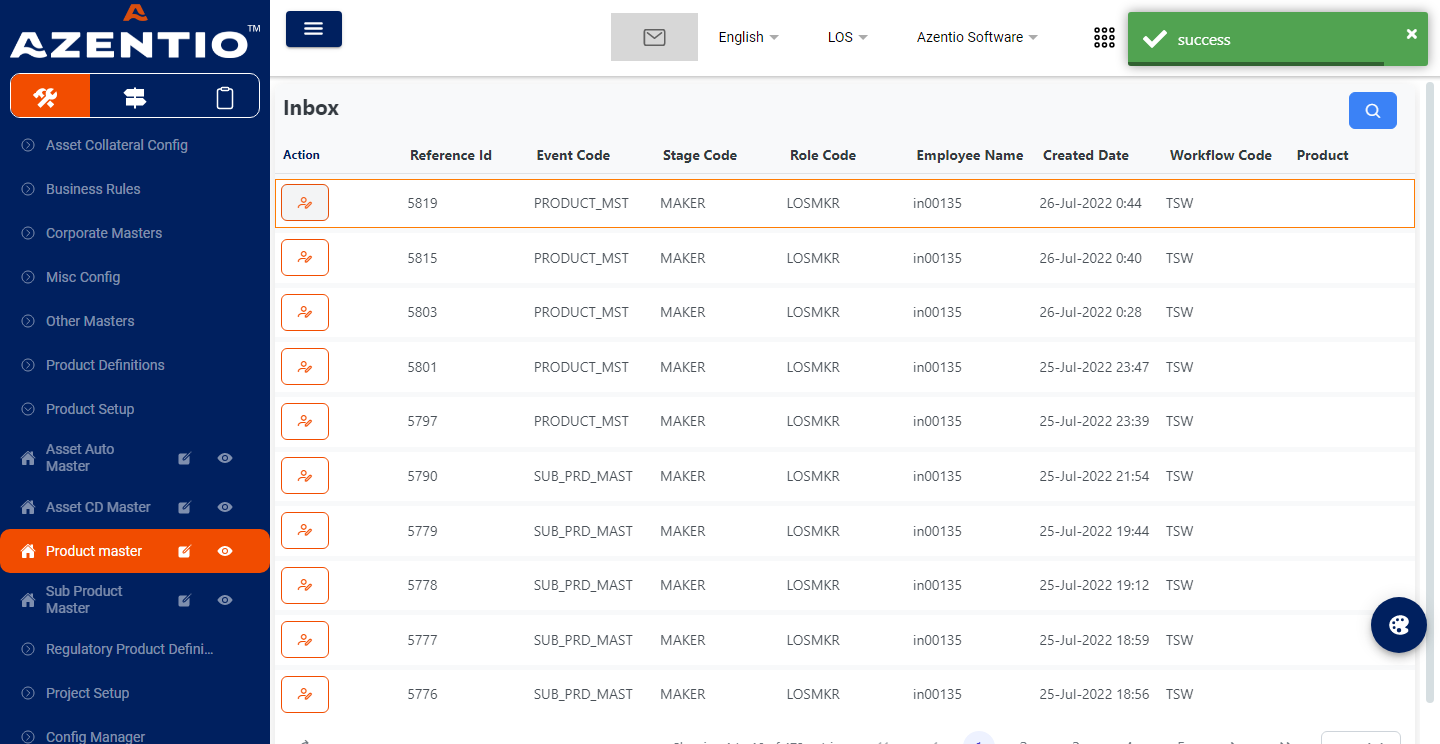 AZENTIO™
English
LOS
Azentio Software
success
Asset Collateral Config
Business Rules
Corporate Masters
Misc Config
Other Masters
Product Definitions
Product Setup
Asset Auto
Master
Asset CD Master
Product master
Sub Product
Master
Regulatory Product Defini...
Project Setup
Config Manager
Inbox
Action Reference Id Event Code Stage Code Role Code Employee Name Created Date Workflow Code Product
5819 PRODUCT_MST MAKER LOSMKR in00135 26-Jul-2022 0:44 TSW
5815 PRODUCT_MST MAKER LOSMKR in00135 26-Jul-2022 0:40 TSW
5803 PRODUCT_MST MAKER LOSMKR in00135 26-Jul-2022 0:28 TSW
5801 PRODUCT_MST MAKER LOSMKR in00135 25-Jul-2022 23:47 TSW
5797 PRODUCT_MST MAKER LOSMKR in00135 25-Jul-2022 23:39 TSW
5790 SUB_PRD_MAST MAKER LOSMKR in00135 25-Jul-2022 21:54 TSW
5779 SUB_PRD_MAST MAKER LOSMKR in00135 25-Jul-2022 19:44 TSW
5778 SUB_PRD_MAST MAKER LOSMKR in00135 25-Jul-2022 19:12 TSW
5777 SUB_PRD_MAST MAKER LOSMKR in00135 25-Jul-2022 18:59 TSW
5776 SUB_PRD_MAST MAKER LOSMKR in00135 25-Jul-2022 18:56 TSW